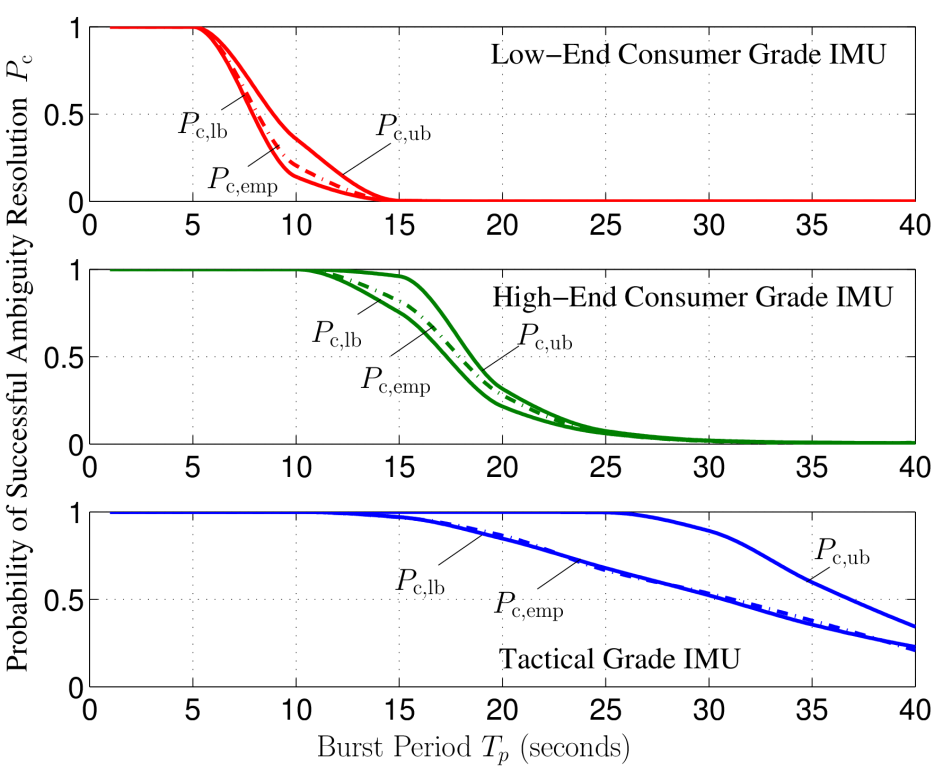 Probability of Successful Ambiguity Resolution P_c
1
0.5
0
Low−End Consumer Grade IMU
P_c,lb
P_c,ub
P_c,emp
0 5 10 15 20 25 30 35 40
1
0.5
0
High−End Consumer Grade IMU
P_c,lb
P_c,ub
P_c,emp
0 5 10 15 20 25 30 35 40
1
0.5
0
P_c,ub
P_c,lb
P_c,emp
Tactical Grade IMU
0 5 10 15 20 25 30 35 40
Burst Period T_p (seconds)